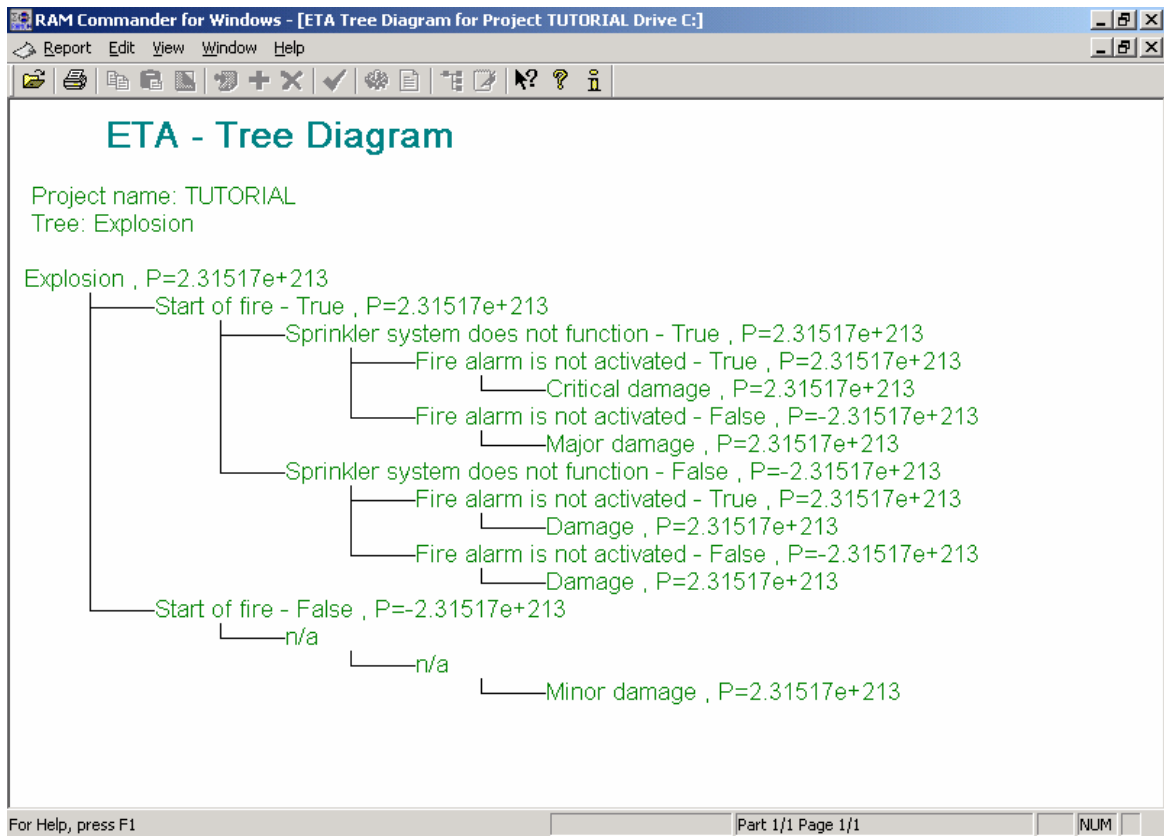 RAM Commander for Windows - [ETA Tree Diagram for Project TUTORIAL Drive C:]
Report Edit View Window Help
ETA - Tree Diagram
Project name: TUTORIAL
Tree: Explosion
Explosion , P=2.31517e+213
Start of fire - True , P=2.31517e+213
Sprinkler system does not function - True , P=2.31517e+213
Fire alarm is not activated - True , P=2.31517e+213
Critical damage , P=2.31517e+213
Fire alarm is not activated - False , P=-2.31517e+213
Major damage , P=2.31517e+213
Sprinkler system does not function - False , P=-2.31517e+213
Fire alarm is not activated - True , P=2.31517e+213
Damage , P=2.31517e+213
Fire alarm is not activated - False , P=-2.31517e+213
Damage , P=2.31517e+213
Start of fire - False , P=-2.31517e+213
n/a
n/a
Minor damage , P=2.31517e+213
For Help, press F1 Part 1/1 Page 1/1 NUM